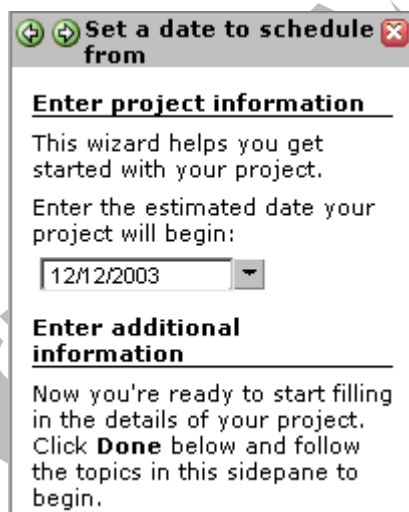 Set a date to schedule
from
Enter project information
This wizard helps you get
started with your project.
Enter the estimated date your
project will begin:
12/12/2003
Enter additional
information
Now you're ready to start filling
in the details of your project.
Click Done below and follow
the topics in this sidepane to
begin.